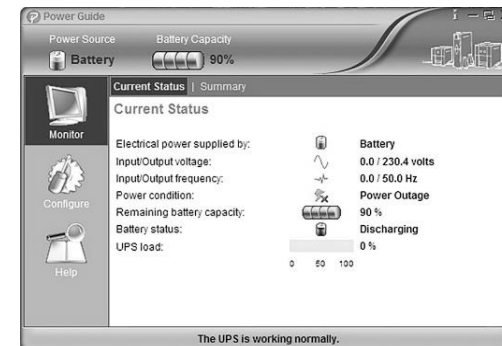 Power Guide
Power Source Battery Capacity
Battery 90%
Current Status | Summary
Current Status
Monitor
Configure
Help
Electrical power supplied by: Battery
Input/Output voltage: 0.0 / 230.4 volts
Input/Output frequency: 0.0 / 50.0 Hz
Power condition: Power Outage
Remaining battery capacity: 90 %
Battery status: Discharging
UPS load: 0 %
0 50 100
The UPS is working normally.